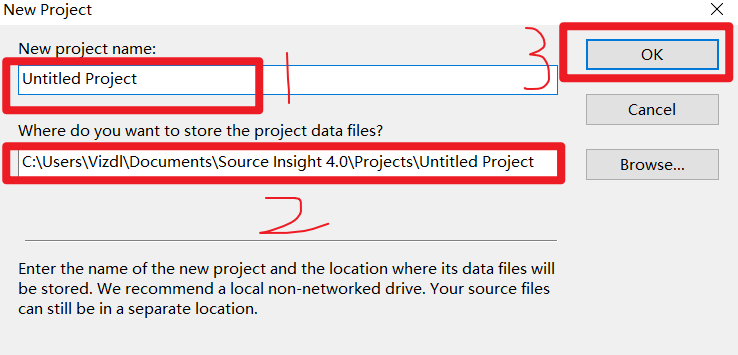 New Project
New project name:
Untitled Project
1
3
OK
Cancel
Where do you want to store the project data files?
C:\Users\Vizdl\Documents\Source Insight 4.0\Projects\Untitled Project
Browse...
2
Enter the name of the new project and the location where its data files will
be stored. We recommend a local non-networked drive. Your source files
can still be in a separate location.